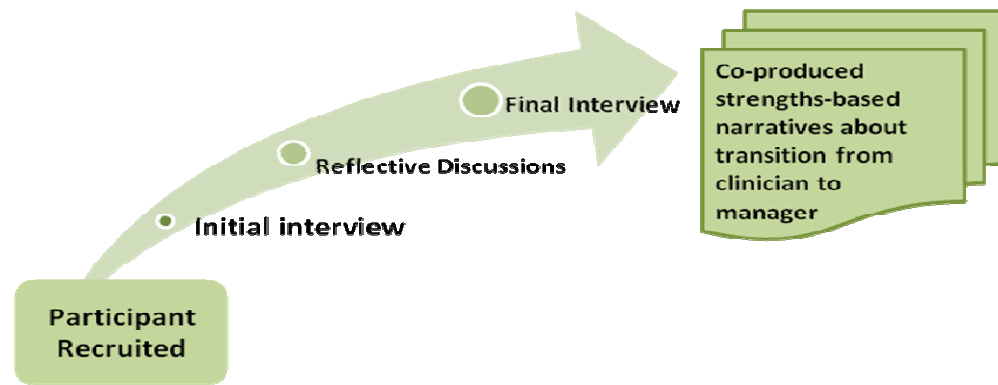 Participant
Recruited
Initial interview
Reflective Discussions
Final Interview
Co-produced
strengths-based
narratives about
transition from
clinician to
manager